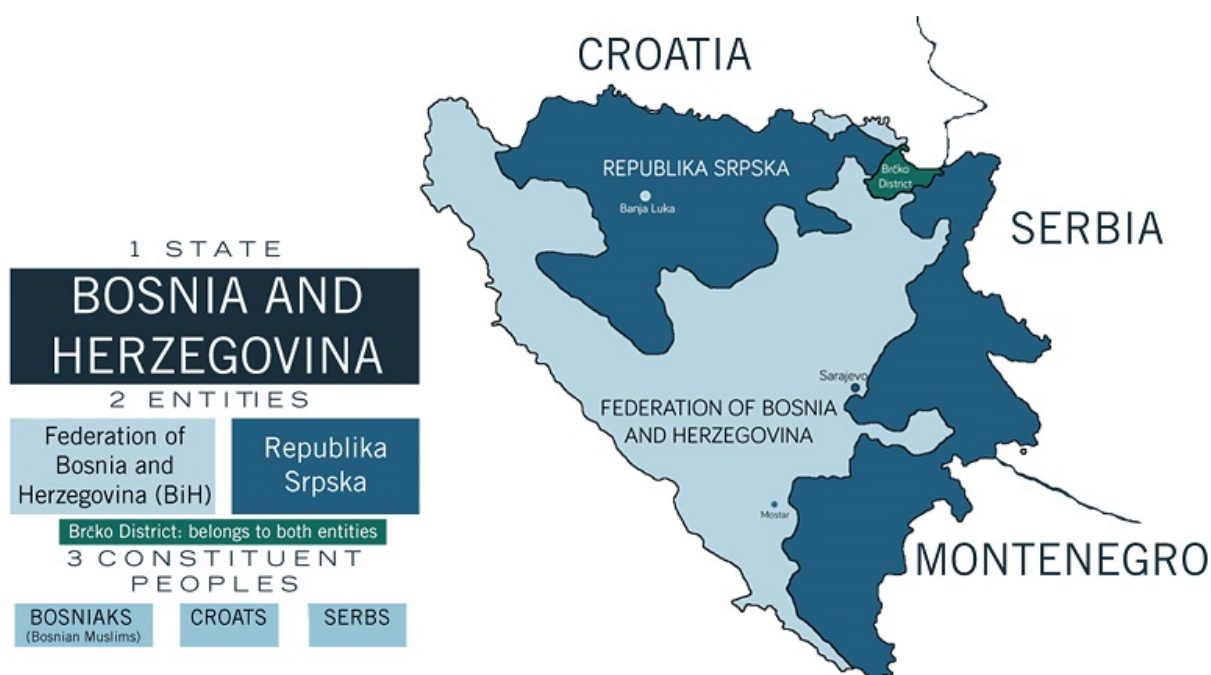 1 STATE
BOSNIA AND
HERZEGOVINA
2 ENTITIES
Federation of
Bosnia and
Herzegovina (BiH)
Republika
Srpska
Brčko District: belongs to both entities
3 CONSTITUENT
PEOPLES
BOSNIAKS
(Bosnian Muslims)
CROATS
SERBS
CROATIA
REPUBLIKA SRPSKA
Banja Luka
Brčko
District
SERBIA
Sarajevo
FEDERATION OF BOSNIA
AND HERZEGOVINA
Mostar
MONTENEGRO